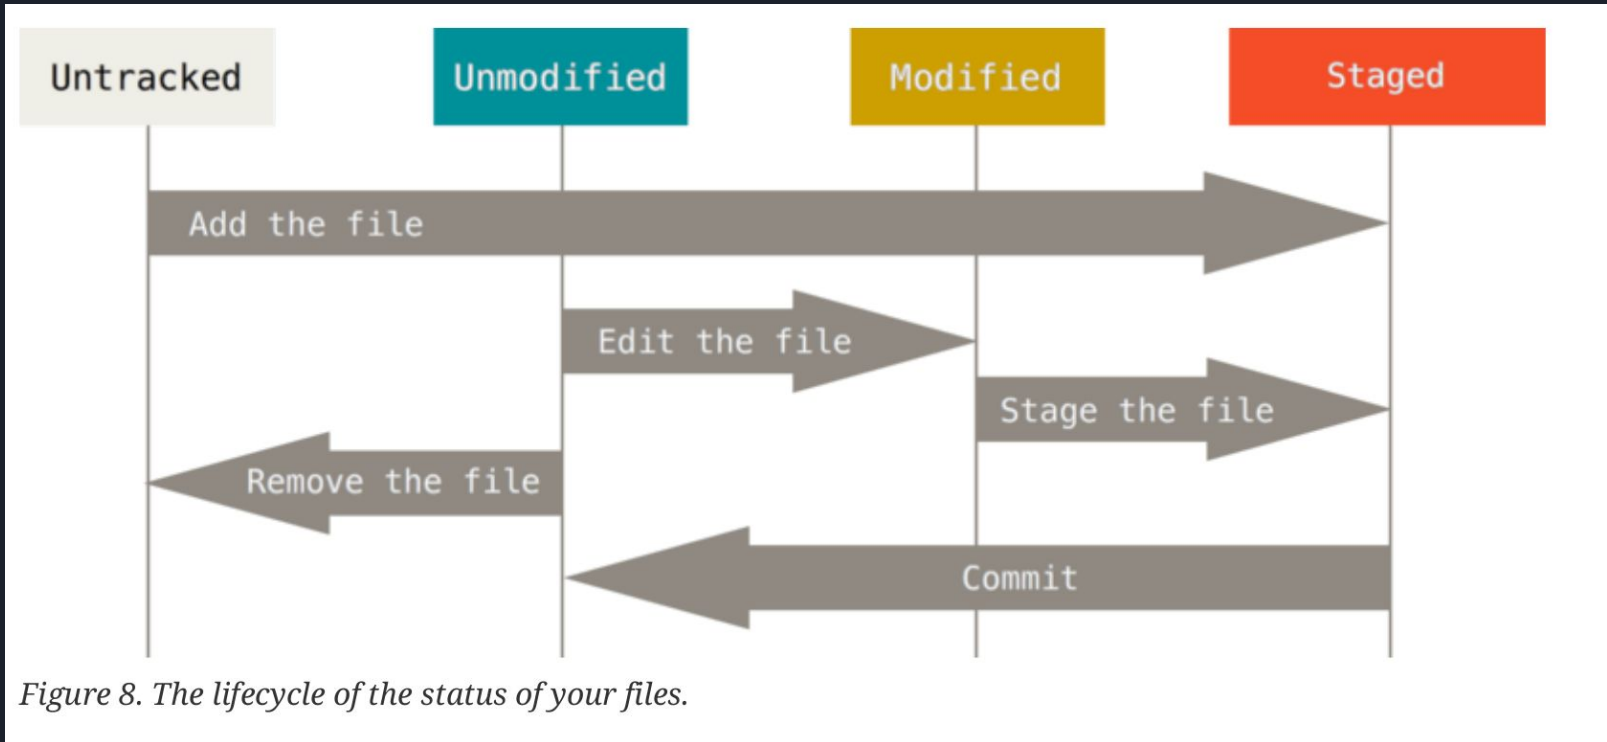 Untracked
Unmodified
Modified
Staged
Add the file
Edit the file
Stage the file
Remove the file
Commit
Figure 8. The lifecycle of the status of your files.